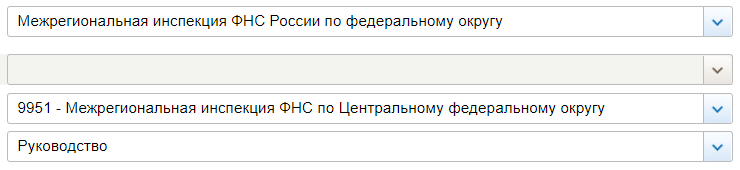 Межрегиональная инспекция ФНС России по федеральному округу
9951 - Межрегиональная инспекция ФНС по Центральному федеральному округу
Руководство